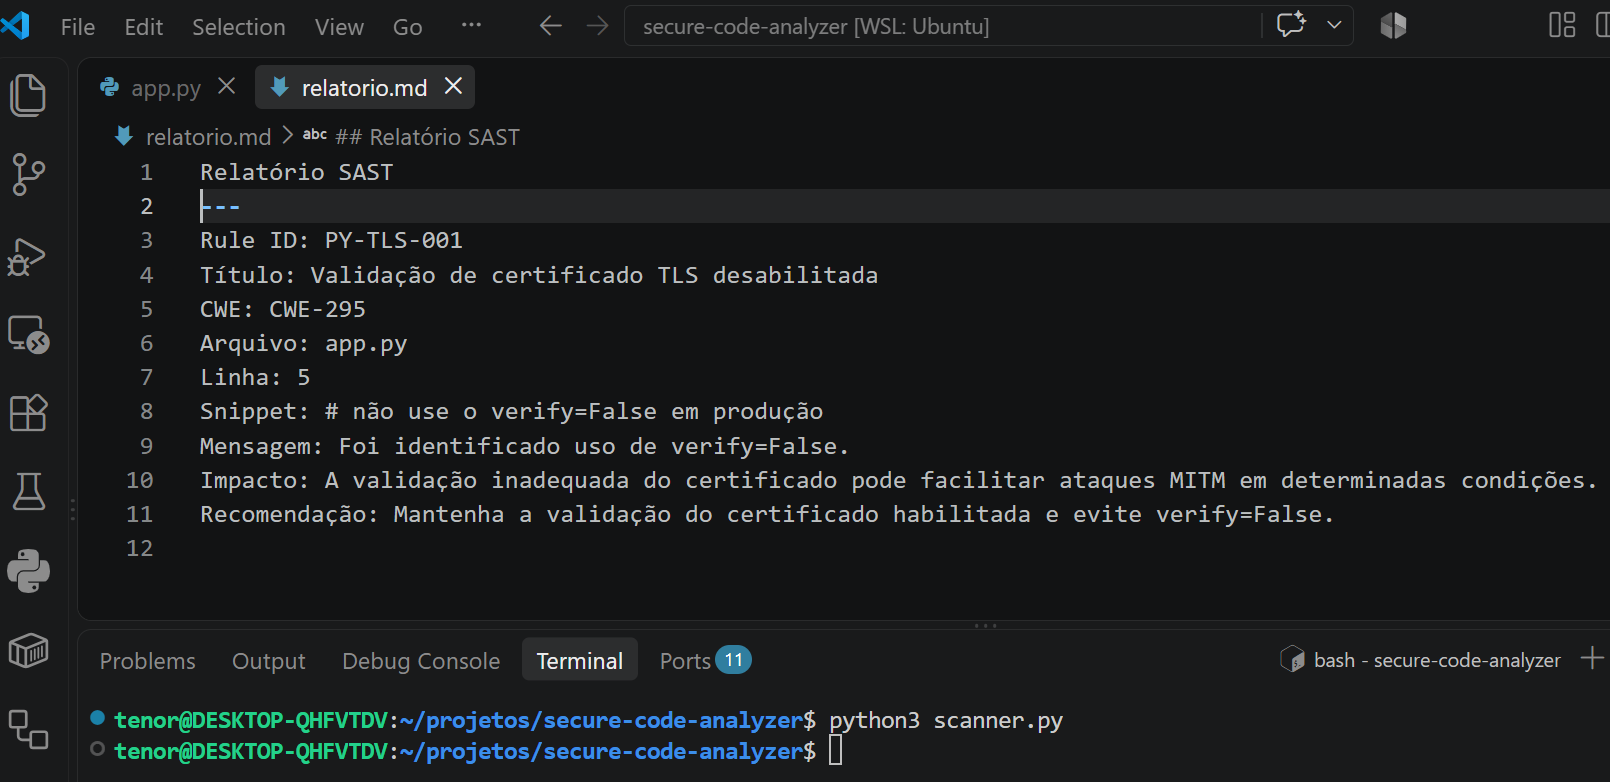 File Edit Selection View Go ··· secure-code-analyzer [WSL: Ubuntu]
app.py relatorio.md
relatorio.md > abc ## Relatório SAST
1 Relatório SAST
2 ---
3 Rule ID: PY-TLS-001
4 Título: Validação de certificado TLS desabilitada
5 CWE: CWE-295
6 Arquivo: app.py
7 Linha: 5
8 Snippet: # não use o verify=False em produção
9 Mensagem: Foi identificado uso de verify=False.
10 Impacto: A validação inadequada do certificado pode facilitar ataques MITM em determinadas condições.
11 Recomendação: Mantenha a validação do certificado habilitada e evite verify=False.
12
Problems Output Debug Console Terminal Ports 11 bash - secure-code-analyzer
tenor@DESKTOP-QHFVTDV:~/projetos/secure-code-analyzer$ python3 scanner.py
tenor@DESKTOP-QHFVTDV:~/projetos/secure-code-analyzer$